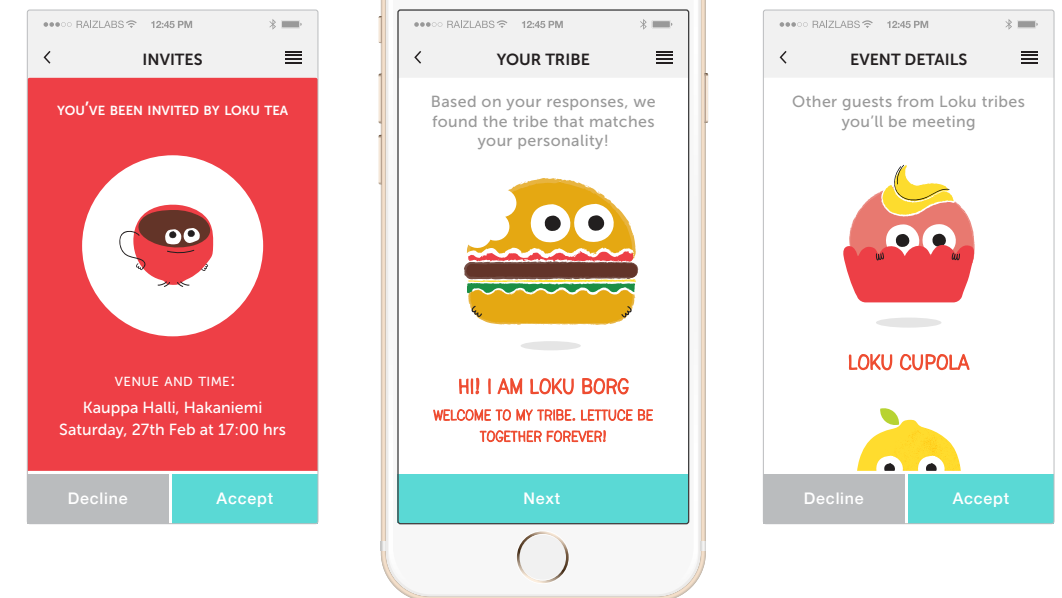 RAIZLABS 12:45 PM
INVITES
YOU'VE BEEN INVITED BY LOKU TEA
VENUE AND TIME:
Kauppa Halli, Hakaniemi
Saturday, 27th Feb at 17:00 hrs
Decline Accept
RAIZLABS 12:45 PM
YOUR TRIBE
Based on your responses, we
found the tribe that matches
your personality!
HI! I AM LOKU BORG
WELCOME TO MY TRIBE. LETTUCE BE
TOGETHER FOREVER!
Next
RAIZLABS 12:45 PM
EVENT DETAILS
Other guests from Loku tribes
you'll be meeting
LOKU CUPOLA
Decline Accept